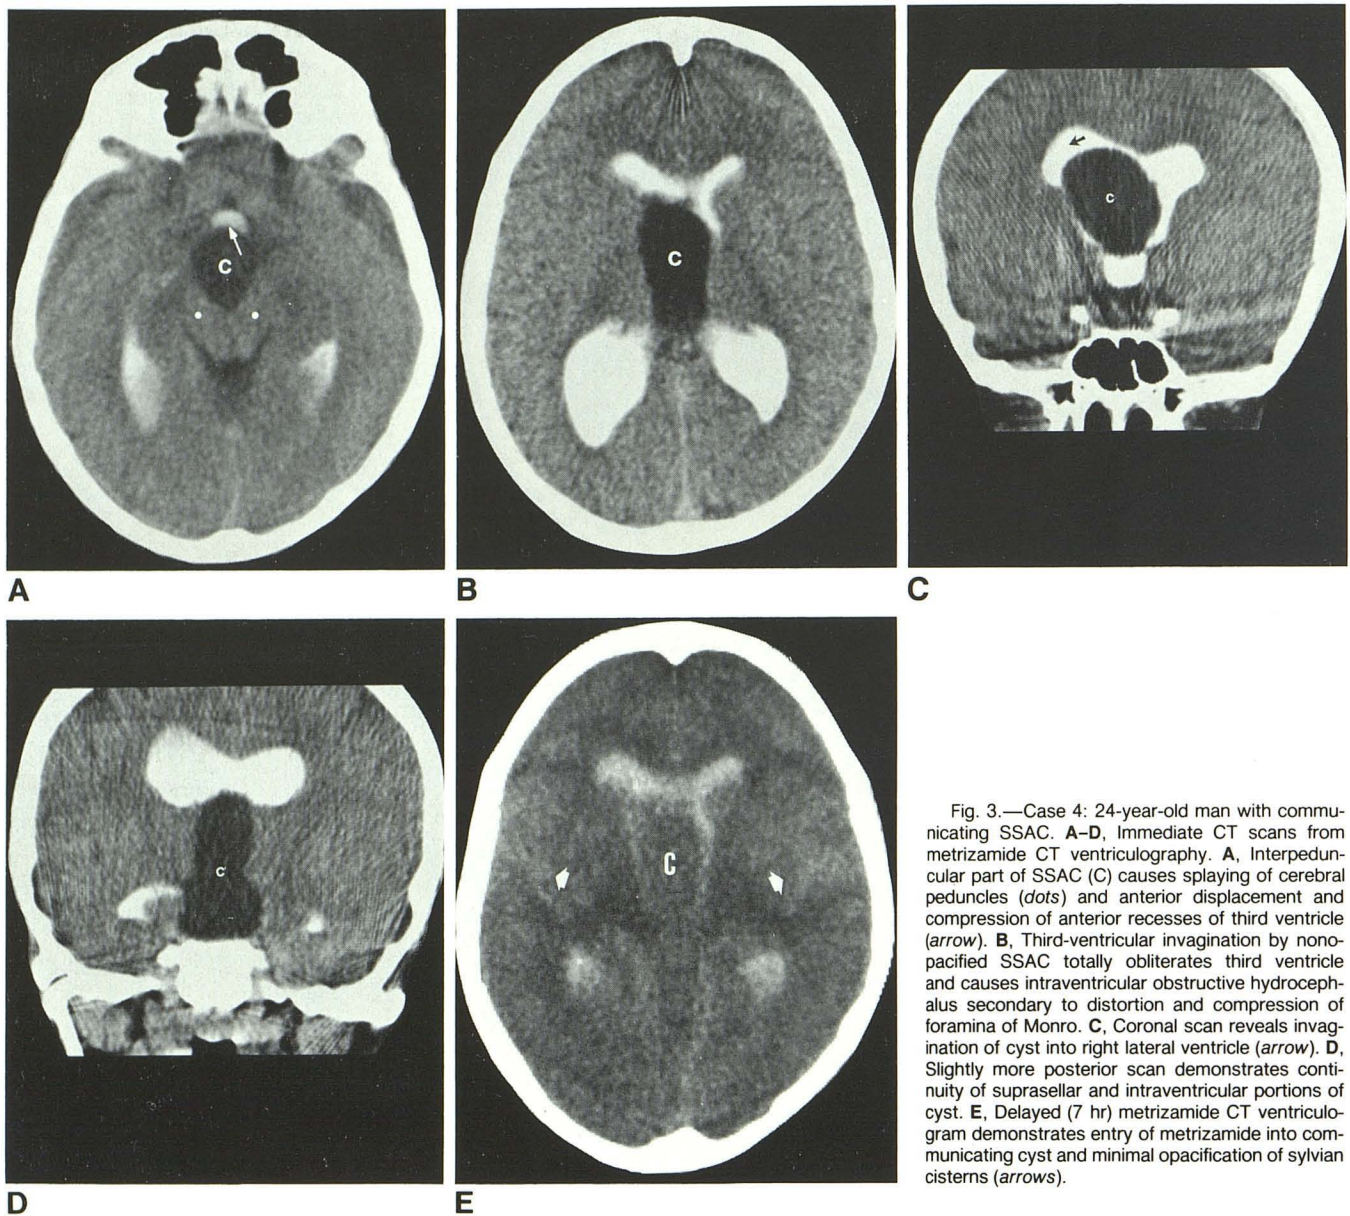 C
A
C
B
C
C
C
D
C
E
Fig. 3.—Case 4: 24-year-old man with commu-
nicating SSAC. A–D, Immediate CT scans from
metrizamide CT ventriculography. A, Interpedun-
cular part of SSAC (C) causes splaying of cerebral
peduncles (dots) and anterior displacement and
compression of anterior recesses of third ventricle
(arrow). B, Third-ventricular invagination by nono-
pacified SSAC totally obliterates third ventricle
and causes intraventricular obstructive hydroceph-
alus secondary to distortion and compression of
foramina of Monro. C, Coronal scan reveals invag-
ination of cyst into right lateral ventricle (arrow). D,
Slightly more posterior scan demonstrates conti-
nuity of suprasellar and intraventricular portions of
cyst. E, Delayed (7 hr) metrizamide CT ventriculo-
gram demonstrates entry of metrizamide into com-
municating cyst and minimal opacification of sylvian
cisterns (arrows).